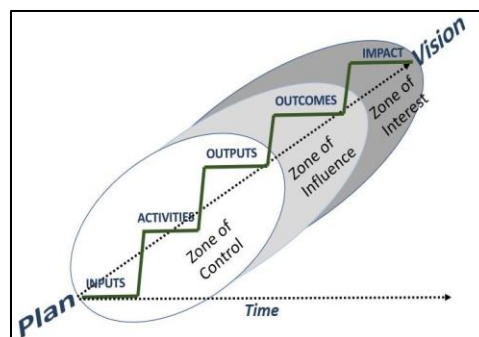 IMPACT
Vision
OUTCOMES
Zone of
Interest
OUTPUTS
Zone of
Influence
ACTIVITIES
Zone of
Control
INPUTS
Plan
Time